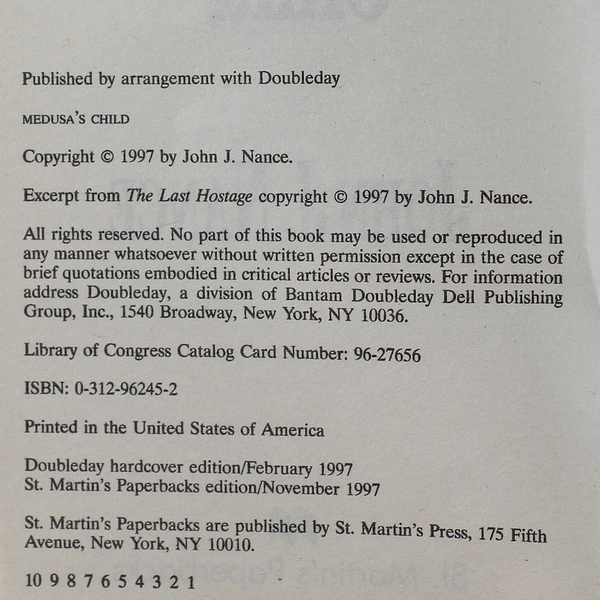 Published by arrangement with Doubleday
MEDUSA'S CHILD
Copyright © 1997 by John J. Nance.
Excerpt from The Last Hostage copyright © 1997 by John J. Nance.
All rights reserved. No part of this book may be used or reproduced in
any manner whatsoever without written permission except in the case of
brief quotations embodied in critical articles or reviews. For information
address Doubleday, a division of Bantam Doubleday Dell Publishing
Group, Inc., 1540 Broadway, New York, NY 10036.
Library of Congress Catalog Card Number: 96-27656
ISBN: 0-312-96245-2
Printed in the United States of America
Doubleday hardcover edition/February 1997
St. Martin's Paperbacks edition/November 1997
St. Martin's Paperbacks are published by St. Martin's Press, 175 Fifth
Avenue, New York, NY 10010.
10 9 8 7 6 5 4 3 2 1